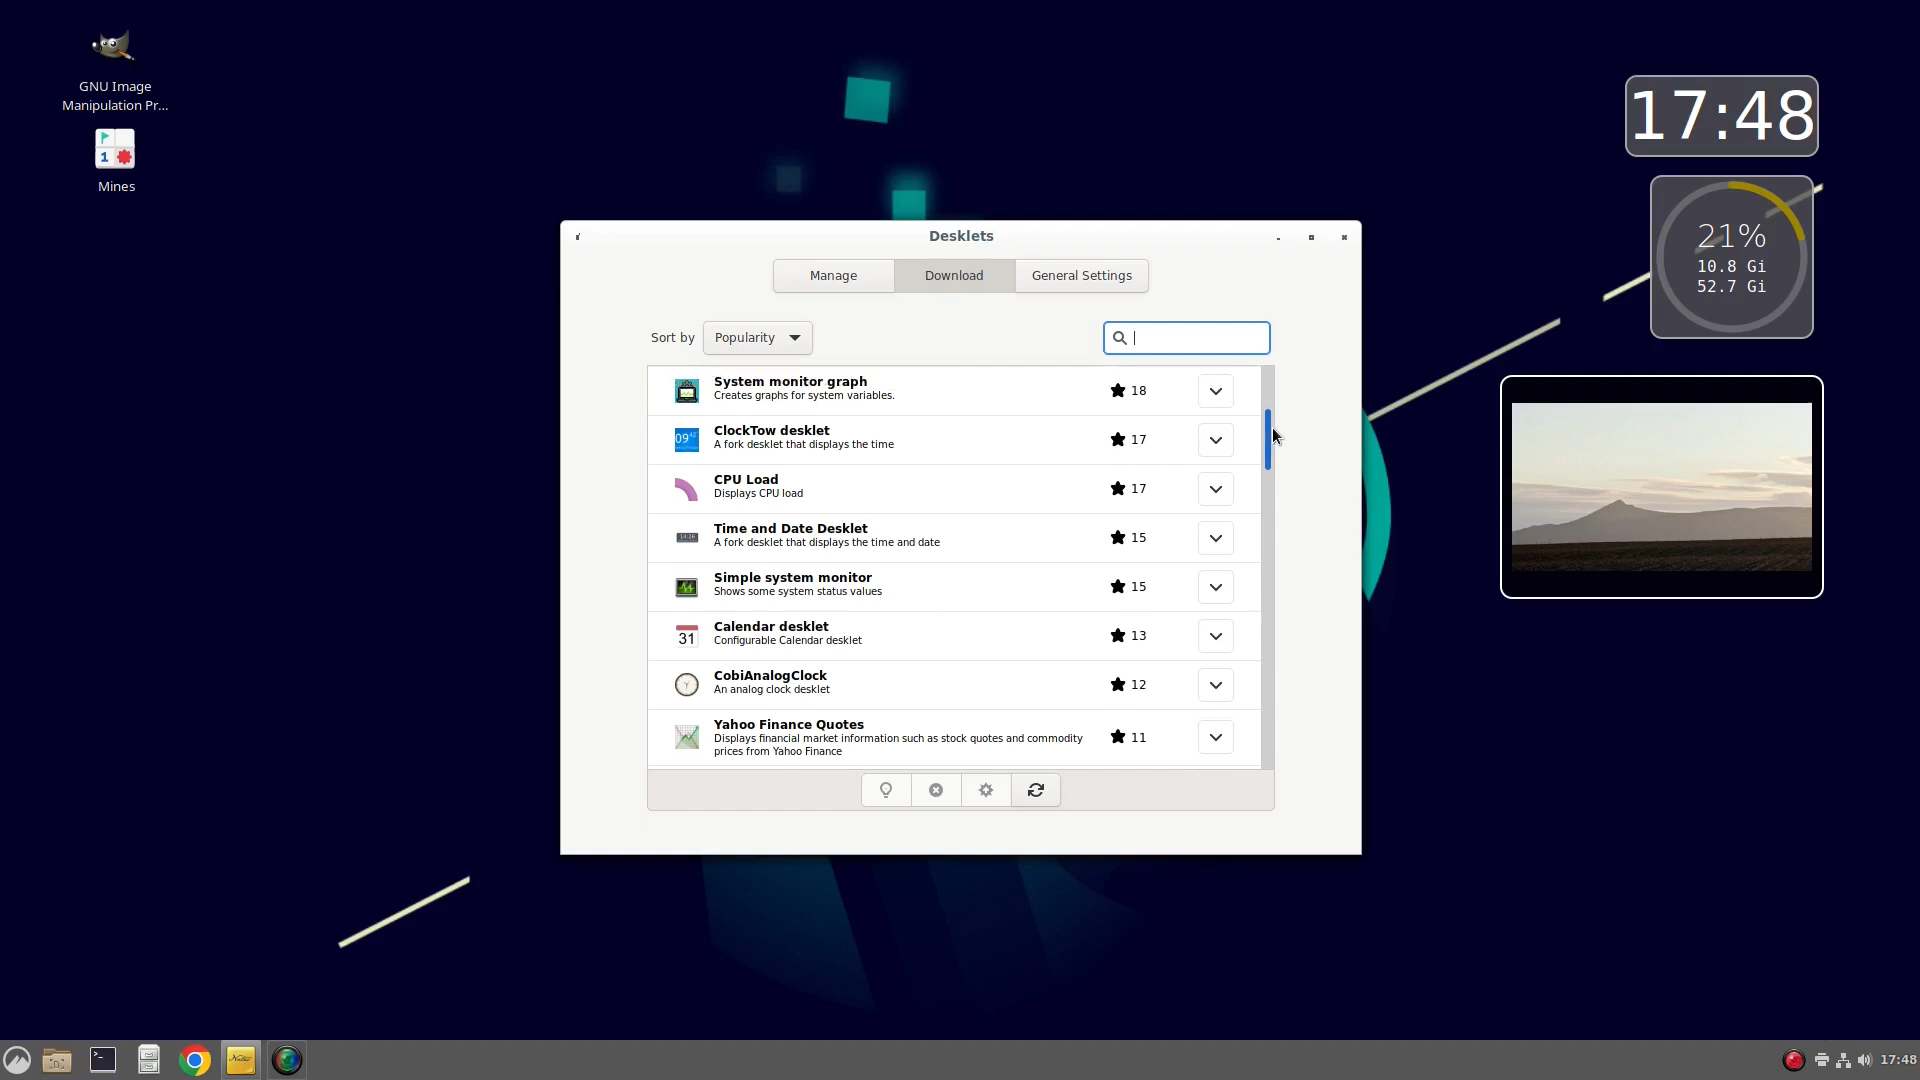 GNU Image
Manipulation Pr...
1
Mines
17:48
21%
10.8 Gi
52.7 Gi
Desklets
Manage
Download
General Settings
Sort by
Popularity
System monitor graph
18
Creates graphs for system variables.
09
ClockTow desklet
17
A fork desklet that displays the time
CPU Load
17
Displays CPU load
Time and Date Desklet
15
A fork desklet that displays the time and date
Simple system monitor
15
Shows some system status values
31
Calendar desklet
13
Configurable Calendar desklet
CobiAnalogClock
12
An analog clock desklet
Yahoo Finance Quotes
11
Displays financial market information such as stock quotes and commodity
prices from Yahoo Finance
17:48